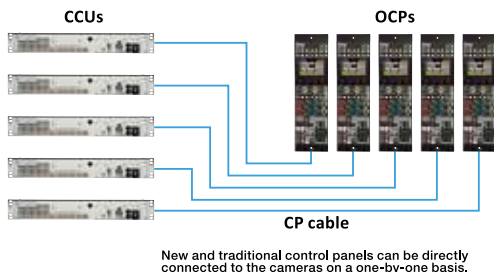 CCUs
OCPs
CP cable
New and traditional control panels can be directly
connected to the cameras on a one-by-one basis.